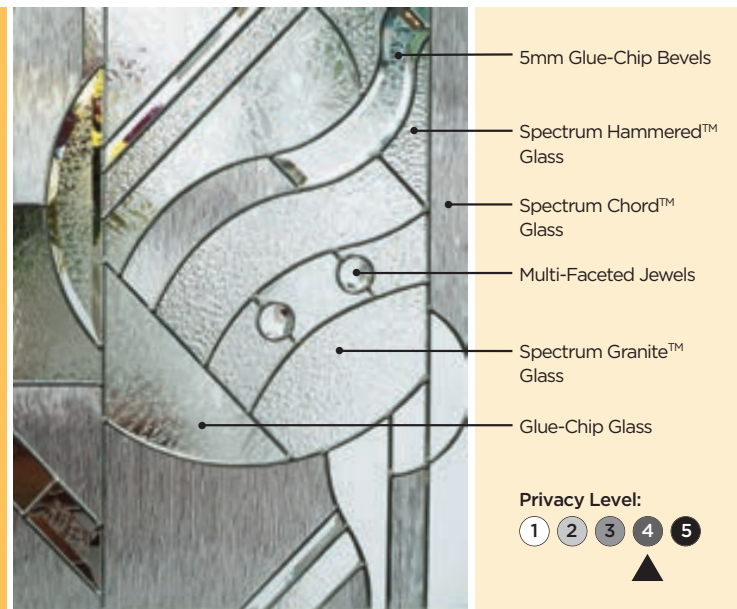 5mm Glue-Chip Bevels
Spectrum Hammered™
Glass
Spectrum Chord™
Glass
Multi-Faceted Jewels
Spectrum Granite™
Glass
Glue-Chip Glass
Privacy Level:
1 2 3 4 5